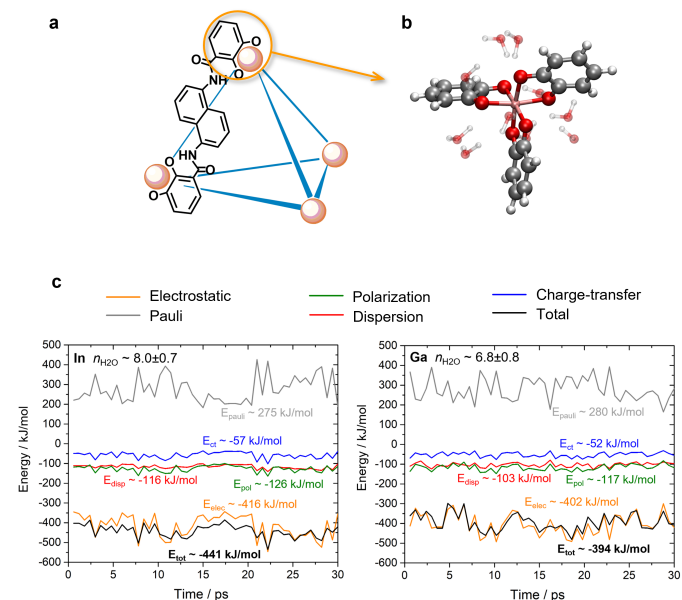 a
b
O
O
O
NH
HN
O
O
O
c
Electrostatic
Polarization
Charge-transfer
Pauli
Dispersion
Total
In nH2O ~ 8.0±0.7
500
400
300
200
100
0
-100
-200
-300
-400
-500
-600
Energy / kJ/mol
Epauli ~ 275 kJ/mol
Ect ~ -57 kJ/mol
Edisp ~ -116 kJ/mol
Epol ~ -126 kJ/mol
Eelec ~ -416 kJ/mol
Etot ~ -441 kJ/mol
0 5 10 15 20 25 30
Time / ps
Ga nH2O ~ 6.8±0.8
500
400
300
200
100
0
-100
-200
-300
-400
-500
-600
Energy / kJ/mol
Epauli ~ 280 kJ/mol
Ect ~ -52 kJ/mol
Edisp ~ -103 kJ/mol
Epol ~ -117 kJ/mol
Eelec ~ -402 kJ/mol
Etot ~ -394 kJ/mol
0 5 10 15 20 25 30
Time / ps